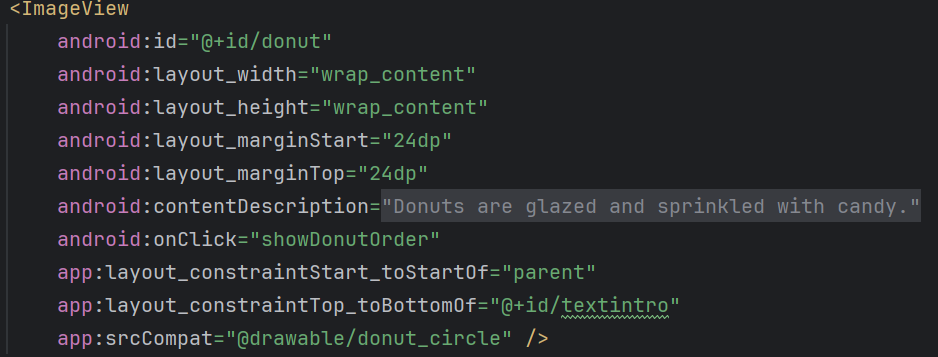 <ImageView
android:id="@+id/donut"
android:layout_width="wrap_content"
android:layout_height="wrap_content"
android:layout_marginStart="24dp"
android:layout_marginTop="24dp"
android:contentDescription="Donuts are glazed and sprinkled with candy."
android:onClick="showDonutOrder"
app:layout_constraintStart_toStartOf="parent"
app:layout_constraintTop_toBottomOf="@+id/textintro"
app:srcCompat="@drawable/donut_circle" />